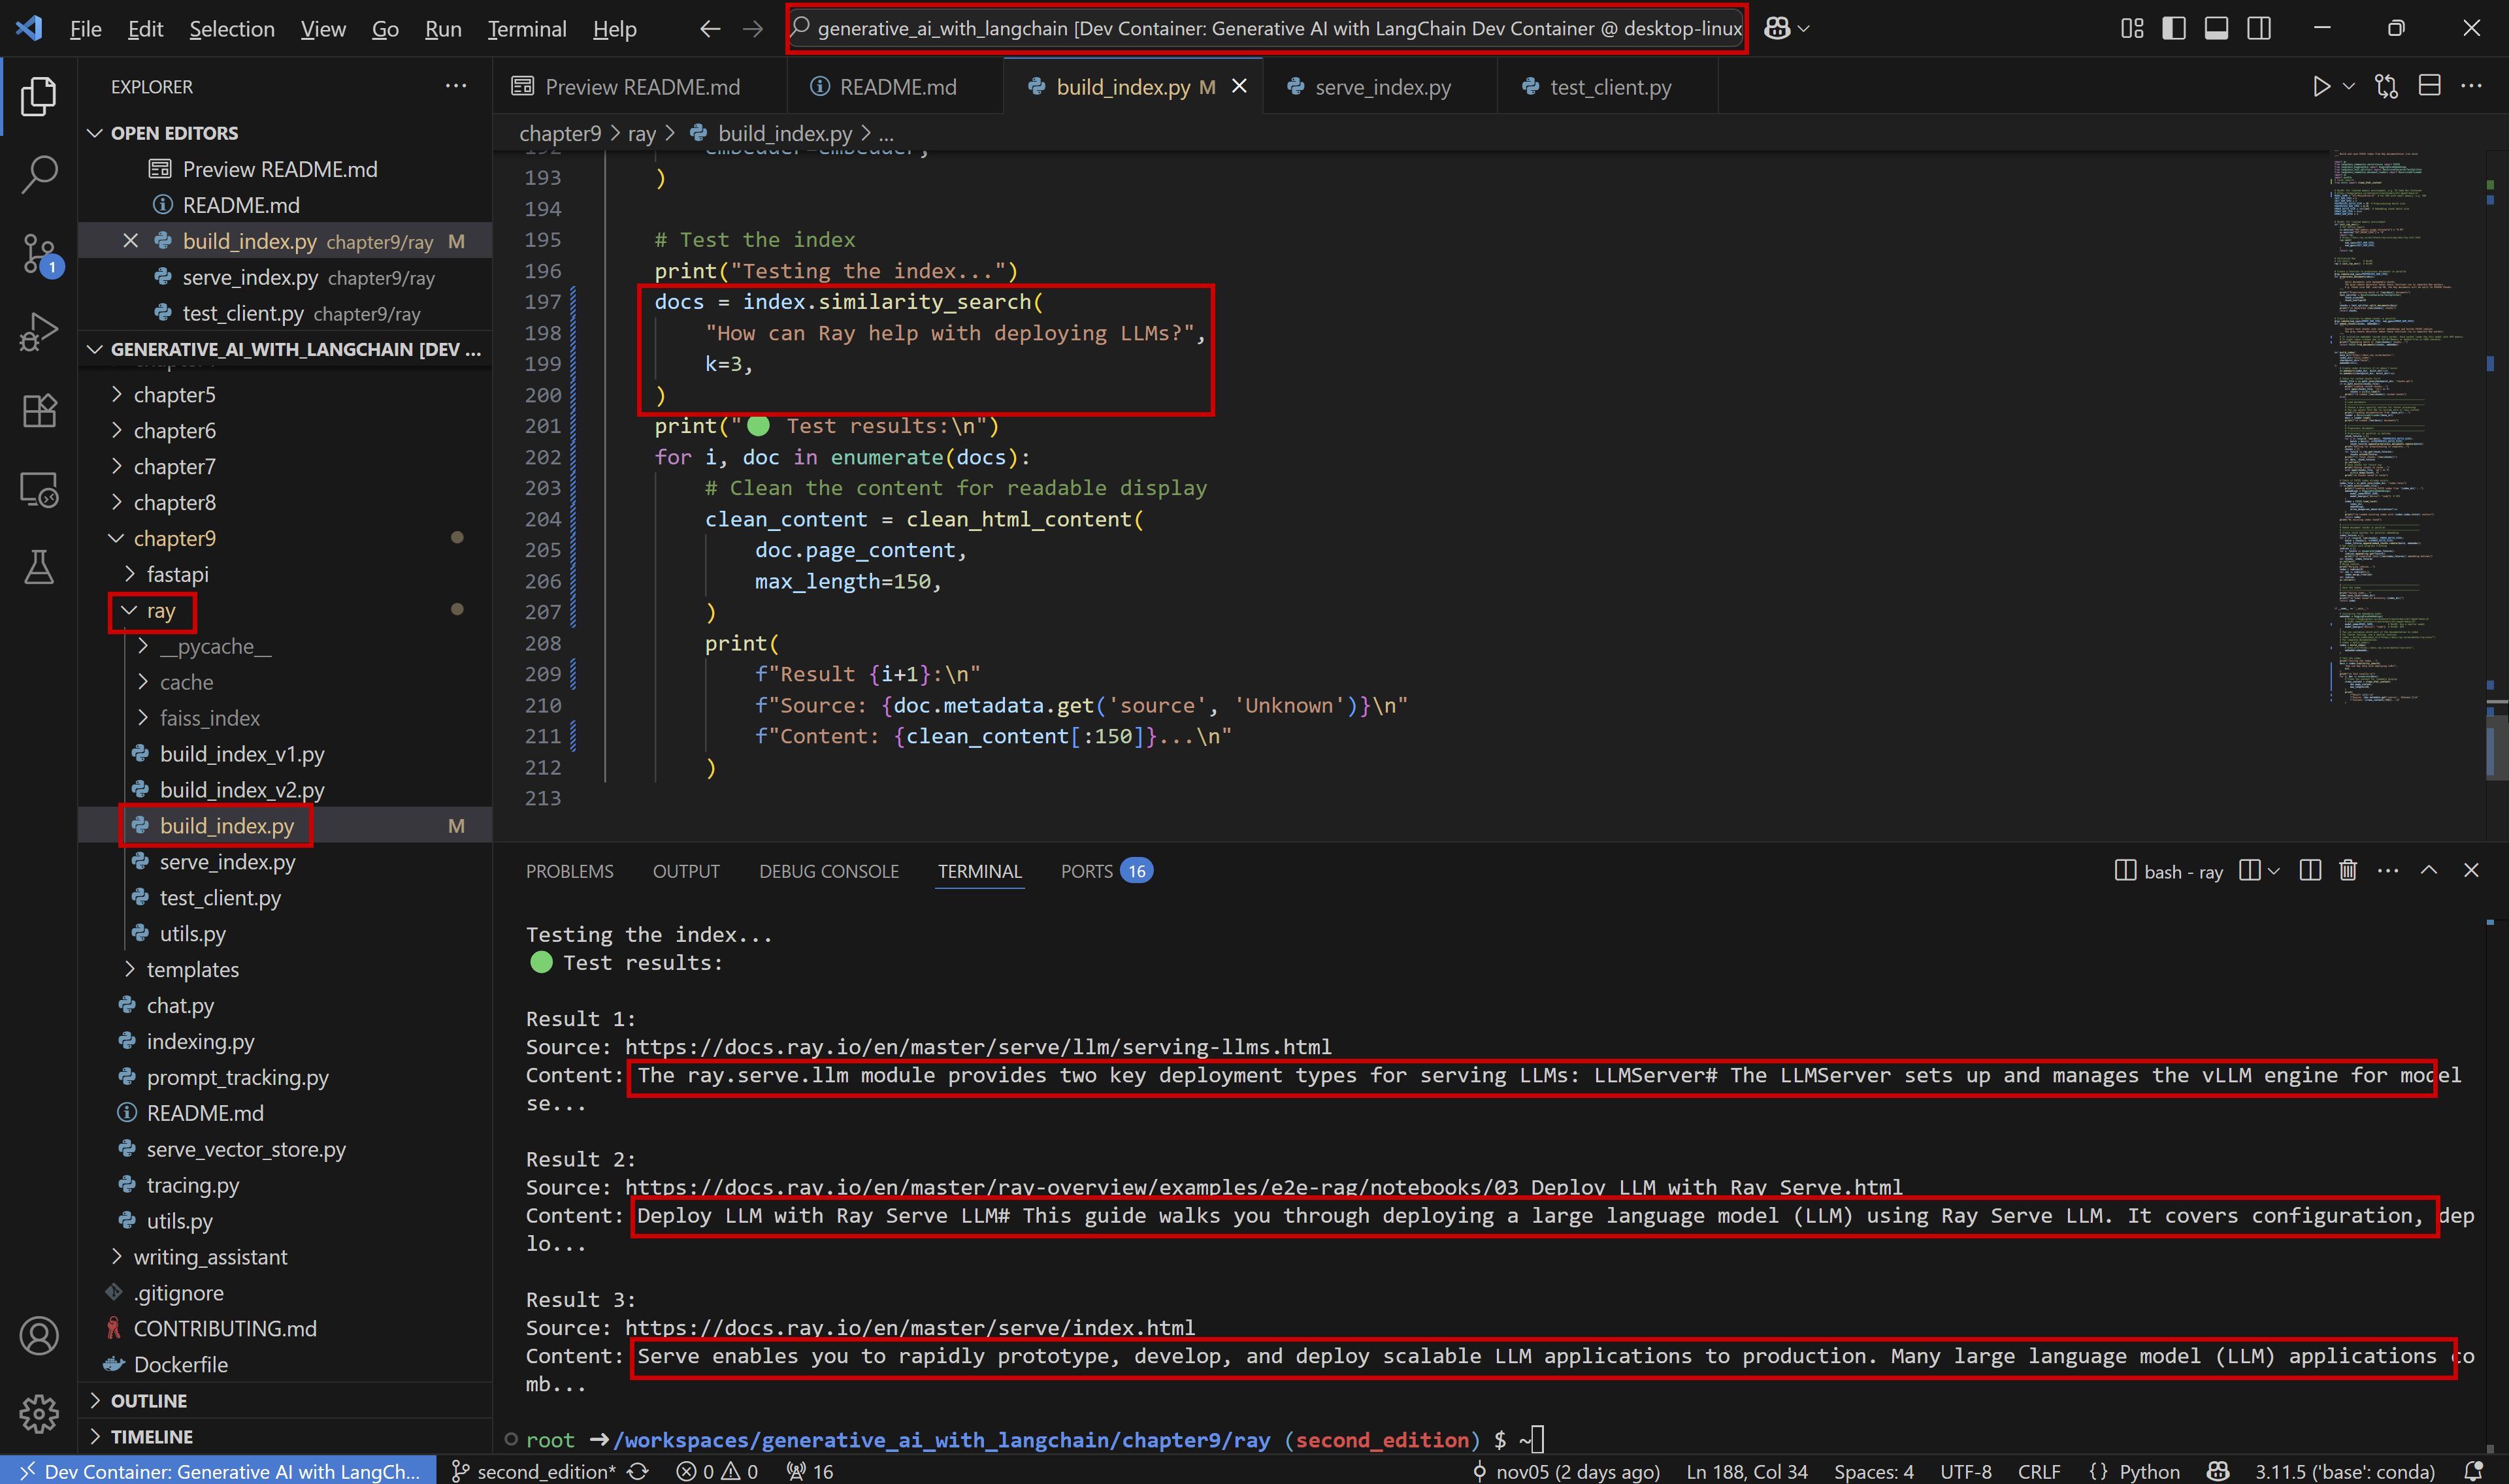 File Edit Selection View Go Run Terminal Help
generative_ai_with_langchain [Dev Container: Generative AI with LangChain Dev Container @ desktop-linux
EXPLORER
OPEN EDITORS
Preview README.md
README.md
build_index.py chapter9/ray M
serve_index.py chapter9/ray
test_client.py chapter9/ray
GENERATIVE_AI_WITH_LANGCHAIN [DEV ...
chapter5
chapter6
chapter7
chapter8
chapter9
fastapi
ray
__pycache__
cache
faiss_index
build_index_v1.py
build_index_v2.py
build_index.py M
serve_index.py
test_client.py
utils.py
templates
chat.py
indexing.py
prompt_tracking.py
README.md
serve_vector_store.py
tracing.py
utils.py
writing_assistant
.gitignore
CONTRIBUTING.md
Dockerfile
OUTLINE
TIMELINE
1
Preview README.md README.md build_index.py M serve_index.py test_client.py
chapter9 > ray > build_index.py > ...
193 )
194
195 # Test the index
196 print("Testing the index...")
197 docs = index.similarity_search(
198 "How can Ray help with deploying LLMs?",
199 k=3,
200 )
201 print("🟢 Test results:\n")
202 for i, doc in enumerate(docs):
203 # Clean the content for readable display
204 clean_content = clean_html_content(
205 doc.page_content,
206 max_length=150,
207 )
208 print(
209 f"Result {i+1}:\n"
210 f"Source: {doc.metadata.get('source', 'Unknown')}\n"
211 f"Content: {clean_content[:150]}...\n"
212 )
213
PROBLEMS OUTPUT DEBUG CONSOLE TERMINAL PORTS 16
bash - ray
Testing the index...
🟢 Test results:
Result 1:
Source: https://docs.ray.io/en/master/serve/llm/serving-llms.html
Content: The ray.serve.llm module provides two key deployment types for serving LLMs: LLMServer# The LLMServer sets up and manages the vLLM engine for model
se...
Result 2:
Source: https://docs.ray.io/en/master/ray-overview/examples/e2e-rag/notebooks/03_Deploy_LLM_with_Ray_Serve.html
Content: Deploy LLM with Ray Serve LLM# This guide walks you through deploying a large language model (LLM) using Ray Serve LLM. It covers configuration, dep
lo...
Result 3:
Source: https://docs.ray.io/en/master/serve/index.html
Content: Serve enables you to rapidly prototype, develop, and deploy scalable LLM applications to production. Many large language model (LLM) applications co
mb...
root ➜/workspaces/generative_ai_with_langchain/chapter9/ray (second_edition) $ ~
Dev Container: Generative AI with LangCh... second_edition* 0 0 16 nov05 (2 days ago) Ln 188, Col 34 Spaces: 4 UTF-8 CRLF {} Python 3.11.5 ('base': conda)